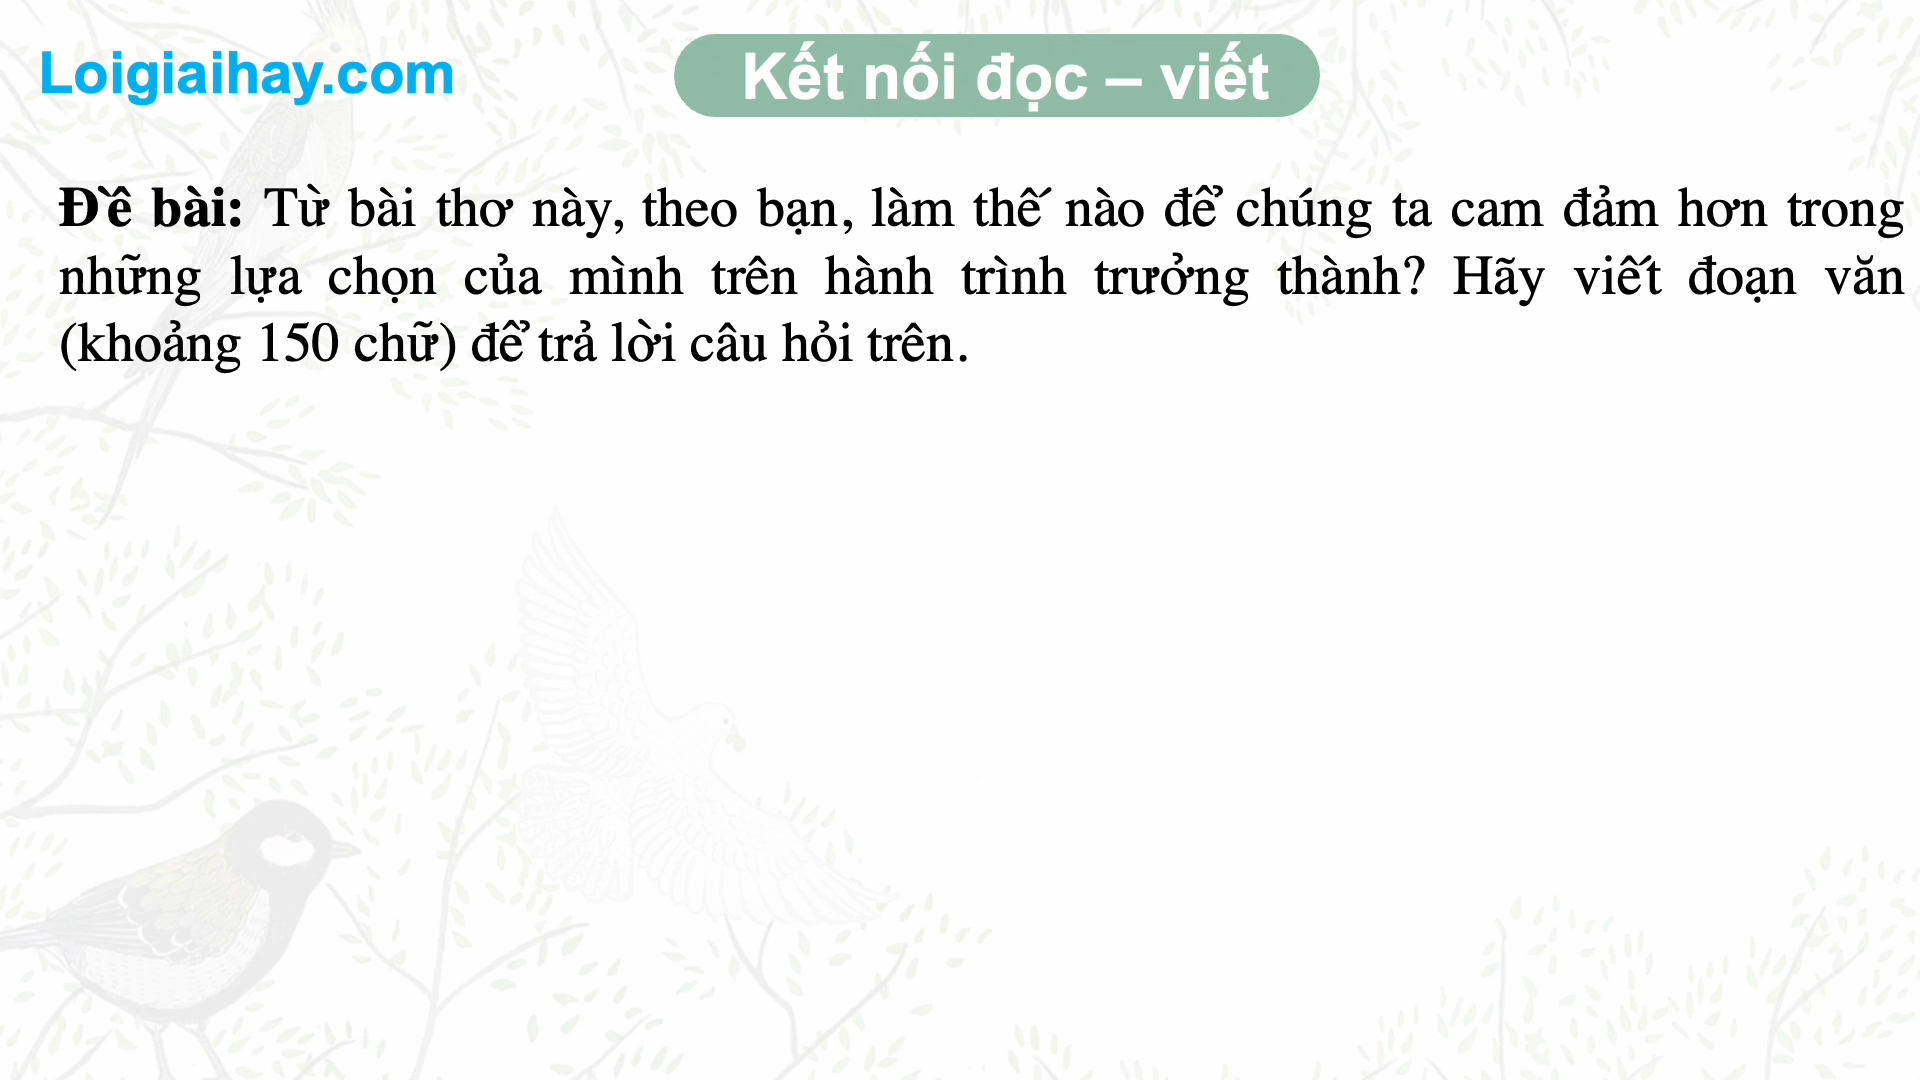 Loigiaihay.com
Kết nối đọc – viết
Đề bài: Từ bài thơ này, theo bạn, làm thế nào để chúng ta cam đảm hơn trong
những lựa chọn của mình trên hành trình trưởng thành? Hãy viết đoạn văn
(khoảng 150 chữ) để trả lời câu hỏi trên.